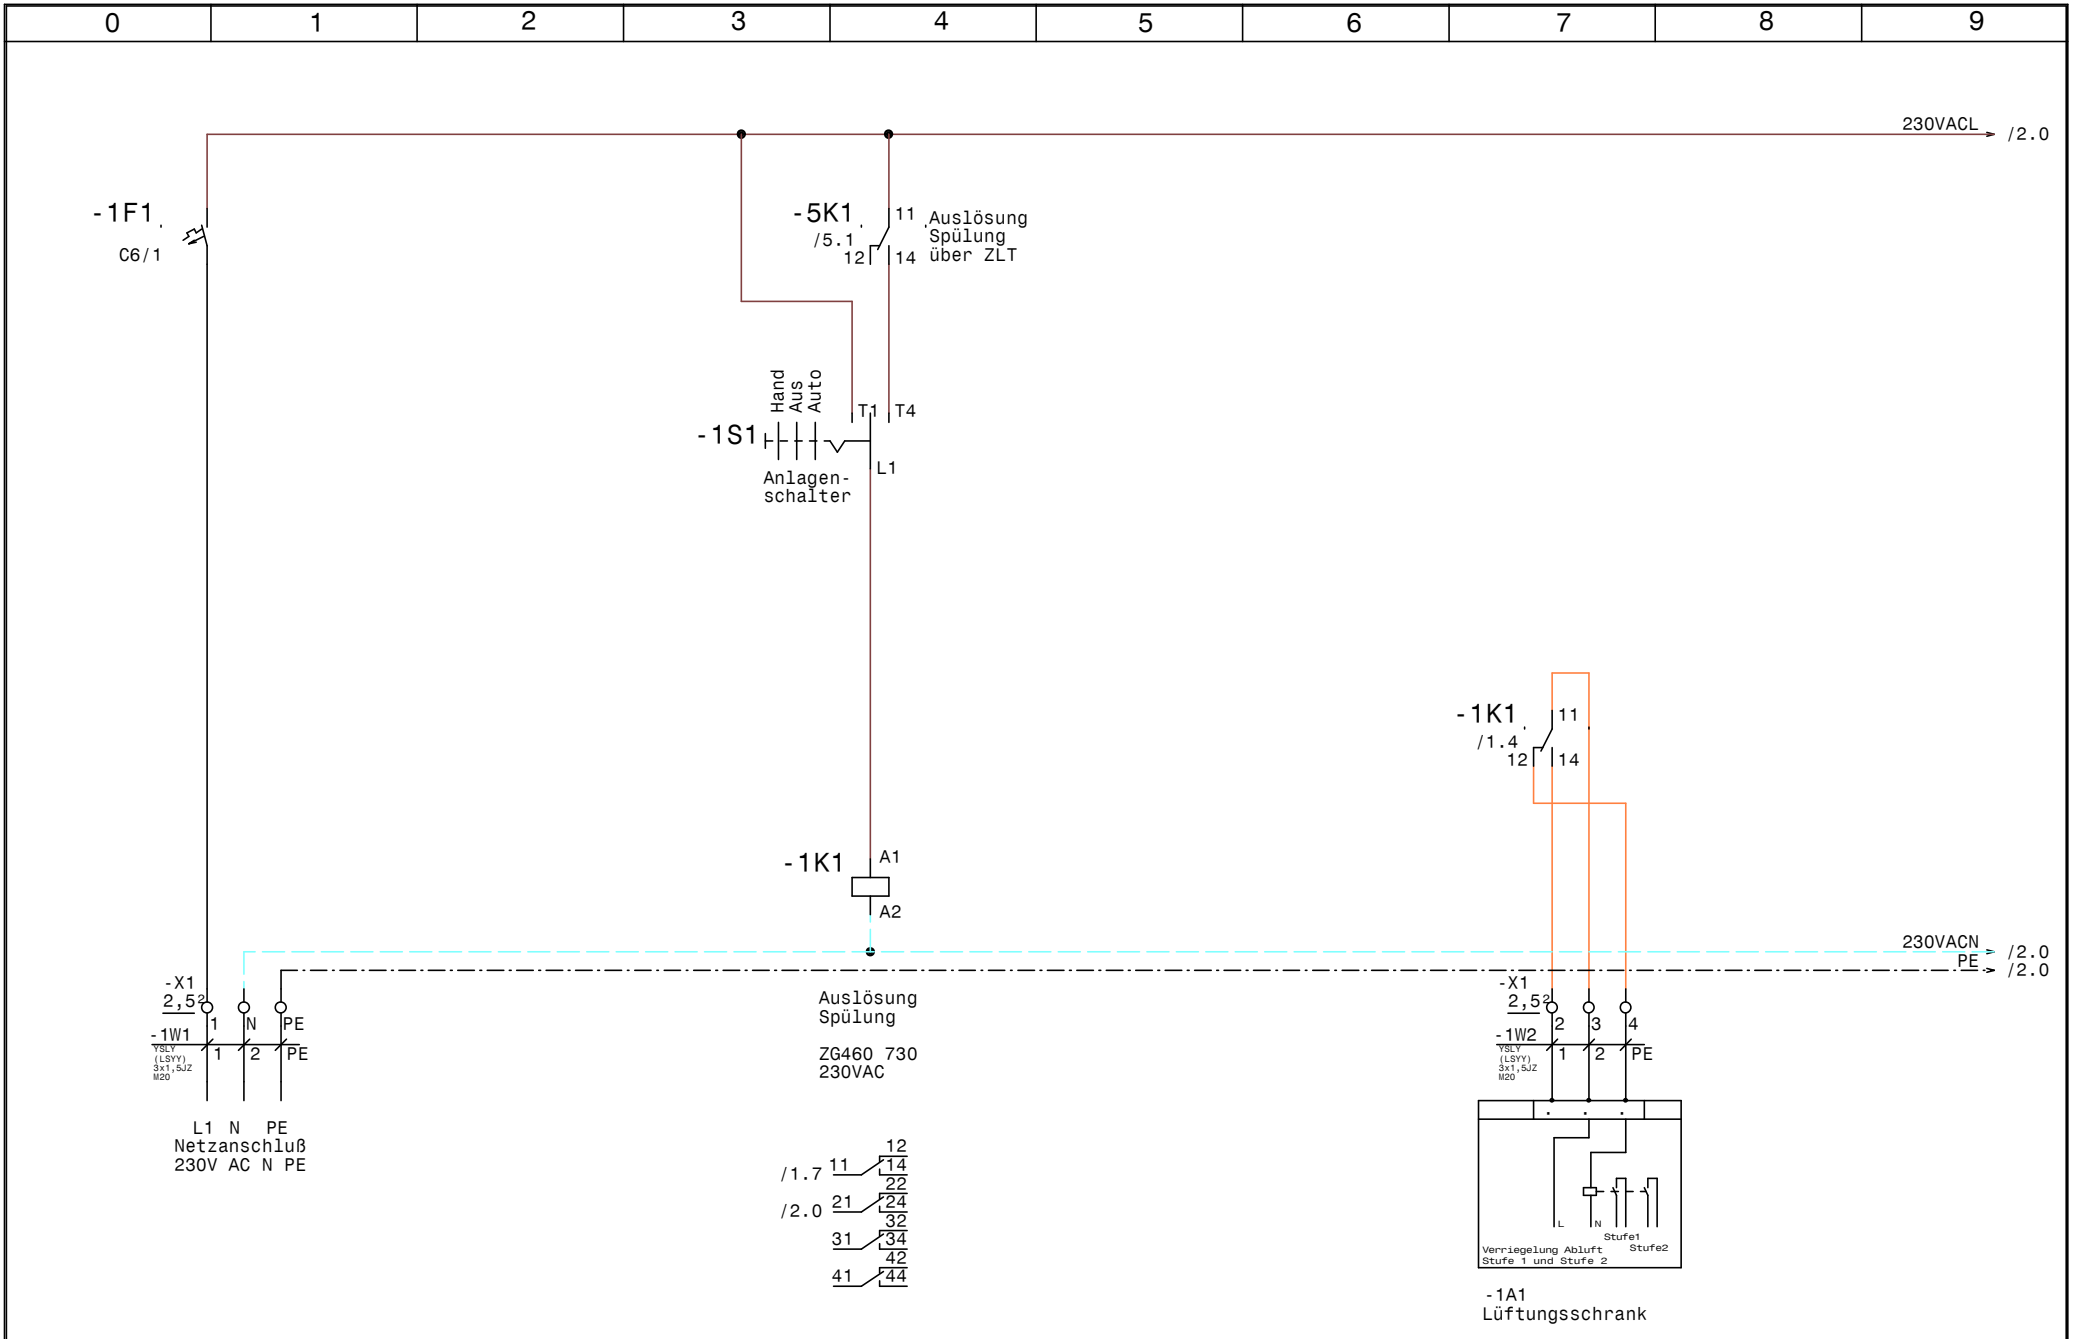 0 1 2 3 4 5 6 7 8 9
230VACL /2.0
-1F1
C6/1
-5K1
/5.1
11
12
14
Auslösung
Spülung
über ZLT
Hand
Aus
Auto
-1S1
T1
T4
L1
Anlagen-
schalter
-1K1
A1
A2
-1K1
/1.4
11
12
14
230VACN /2.0
PE /2.0
-X1
2,5²
1 N PE
-1W1
1 2 PE
YSLY
(LSYY)
3x1,5JZ
M20
L1 N PE
Netzanschluß
230V AC N PE
Auslösung
Spülung
ZG460 730
230VAC
12
/1.7 11 14
22
/2.0 21 24
32
31 34
42
41 44
-X1
2,5²
2 3 4
-1W2
1 2 PE
YSLY
(LSYY)
3x1,5JZ
M20
L N
Stufe1
Stufe2
Verriegelung Abluft
Stufe 1 und Stufe 2
-1A1
Lüftungsschrank